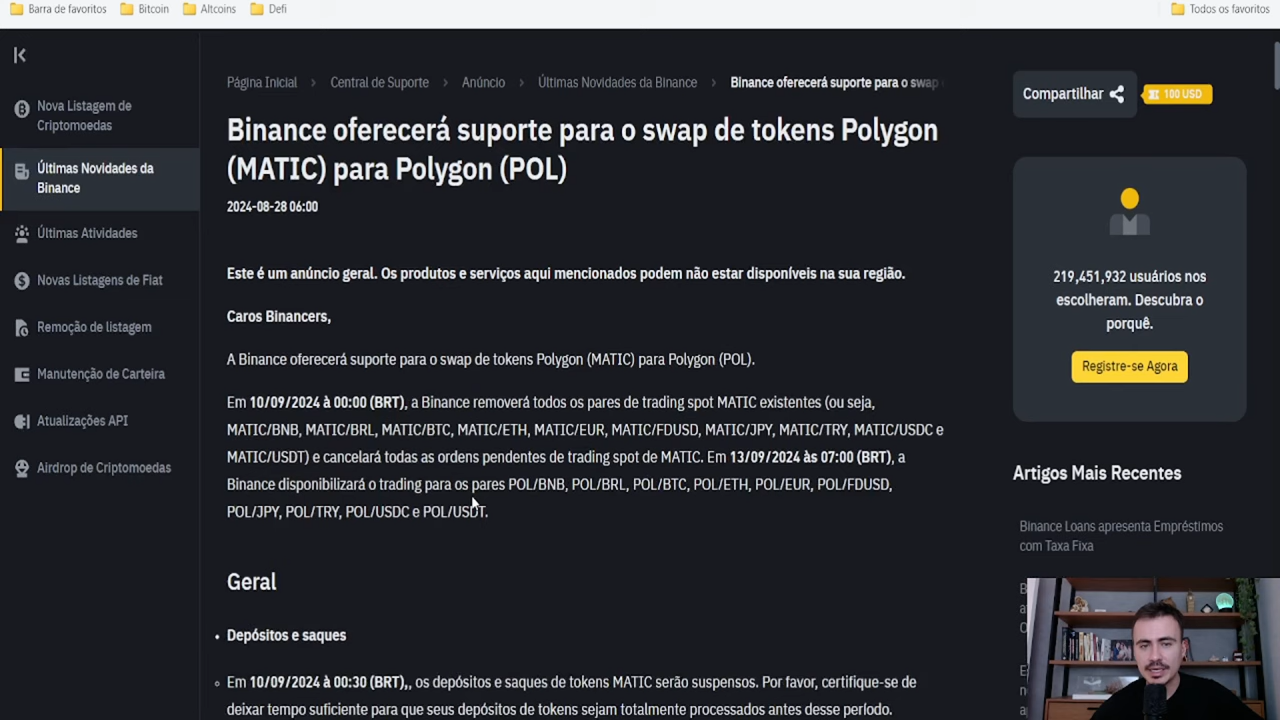 Barra de favoritos
Bitcoin
Altcoins
Defi
Todos os favoritos
Nova Listagem de
Criptomoedas
Últimas Novidades da
Binance
Últimas Atividades
Novas Listagens de Fiat
Remoção de listagem
Manutenção de Carteira
Atualizações API
Airdrop de Criptomoedas
Página Inicial > Central de Suporte > Anúncio > Últimas Novidades da Binance > Binance oferecerá suporte para o swap
Binance oferecerá suporte para o swap de tokens Polygon
(MATIC) para Polygon (POL)
2024-08-28 06:00
Este é um anúncio geral. Os produtos e serviços aqui mencionados podem não estar disponíveis na sua região.
Caros Binancers,
A Binance oferecerá suporte para o swap de tokens Polygon (MATIC) para Polygon (POL).
Em 10/09/2024 à 00:00 (BRT), a Binance removerá todos os pares de trading spot MATIC existentes (ou seja,
MATIC/BNB, MATIC/BRL, MATIC/BTC, MATIC/ETH, MATIC/EUR, MATIC/FDUSD, MATIC/JPY, MATIC/TRY, MATIC/USDC e
MATIC/USDT) e cancelará todas as ordens pendentes de trading spot de MATIC. Em 13/09/2024 às 07:00 (BRT), a
Binance disponibilizará o trading para os pares POL/BNB, POL/BRL, POL/BTC, POL/ETH, POL/EUR, POL/FDUSD,
POL/JPY, POL/TRY, POL/USDC e POL/USDT.
Geral
• Depósitos e saques
◦ Em 10/09/2024 à 00:30 (BRT),, os depósitos e saques de tokens MATIC serão suspensos. Por favor, certifique-se de
deixar tempo suficiente para que seus depósitos de tokens sejam totalmente processados antes desse período.
Compartilhar
100 USD
219,451,932 usuários nos
escolheram. Descubra o
porquê.
Registre-se Agora
Artigos Mais Recentes
Binance Loans apresenta Empréstimos
com Taxa Fixa